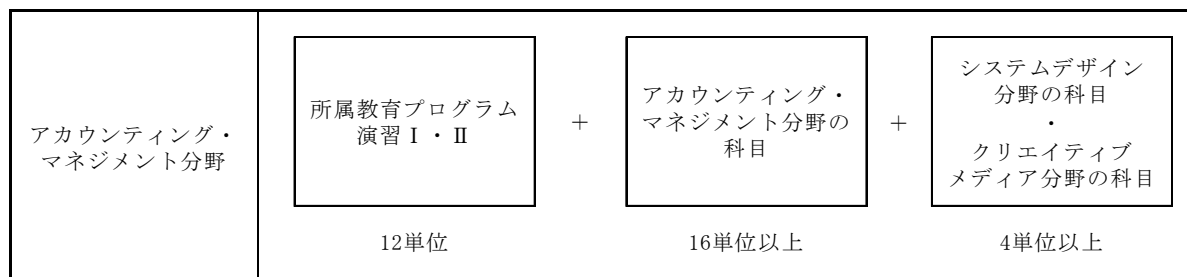 アカウンティング・
マネジメント分野
所属教育プログラム
演習Ⅰ・Ⅱ
+
アカウンティング・
マネジメント分野の
科目
+
システムデザイン
分野の科目
・
クリエイティブ
メディア分野の科目
12単位
16単位以上
4単位以上